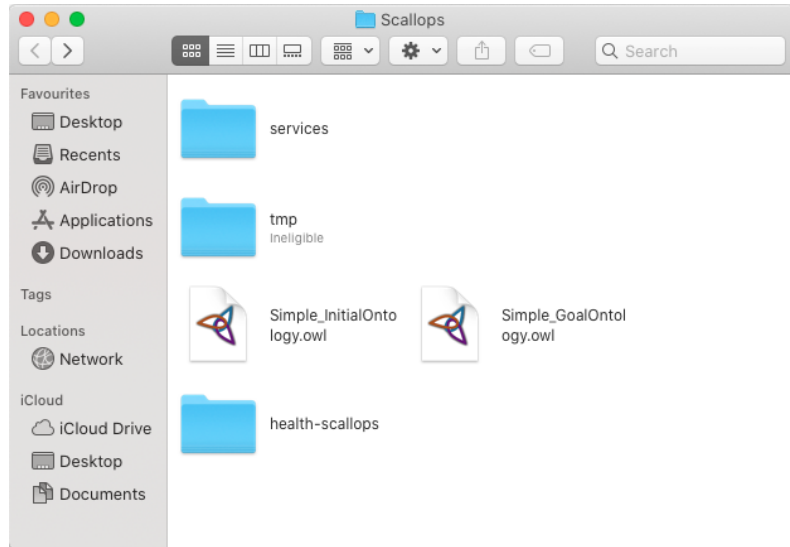 Scallops
Search
Favourites
Desktop
Recents
AirDrop
Applications
Downloads
Tags
Locations
Network
iCloud
iCloud Drive
Desktop
Documents
services
tmp
Ineligible
Simple_InitialOnto
logy.owl
Simple_GoalOntol
ogy.owl
health-scallops